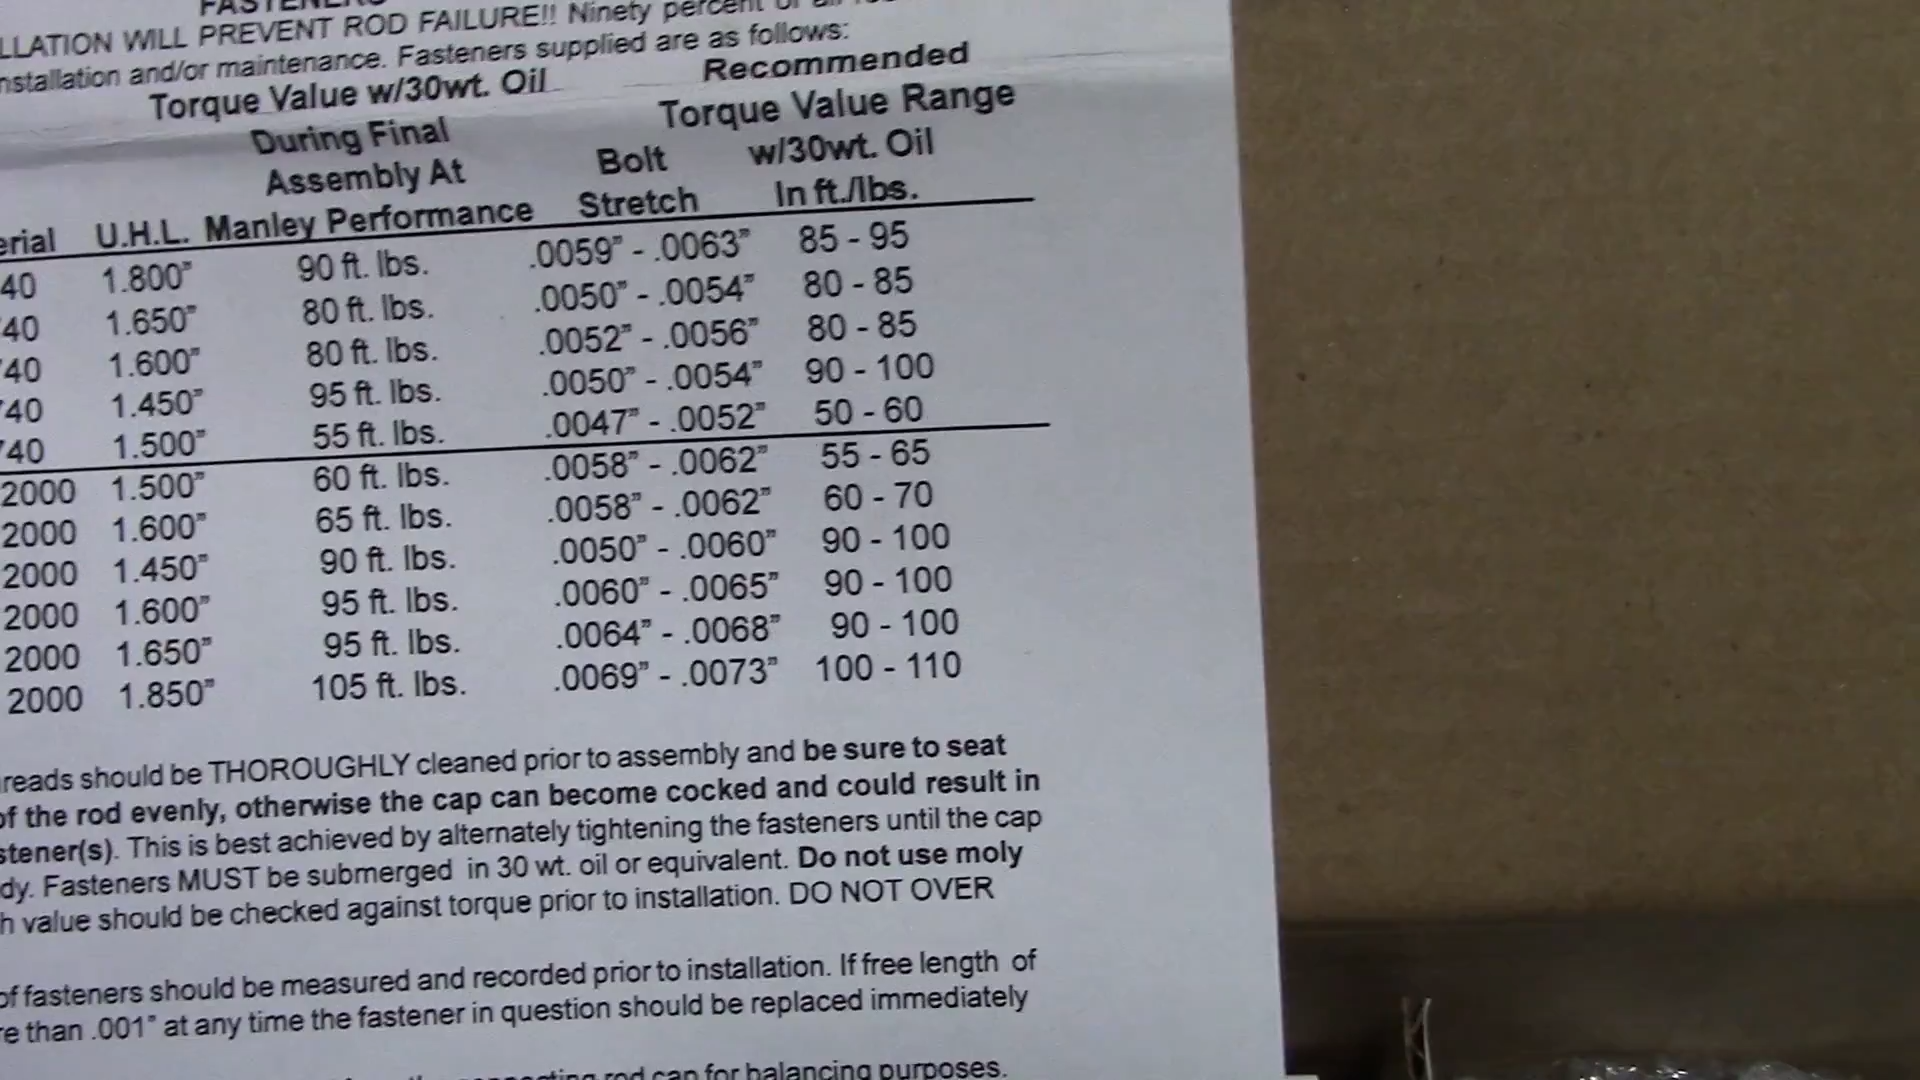 FASTENERS
LLATION WILL PREVENT ROD FAILURE!! Ninety percent of all
nstallation and/or maintenance. Fasteners supplied are as follows:
Torque Value w/30wt. Oil Recommended
During Final Torque Value Range
Assembly At Bolt w/30wt. Oil
erial U.H.L. Manley Performance Stretch In ft./lbs.
40 1.800" 90 ft. lbs. .0059" - .0063" 85 - 95
40 1.650" 80 ft. lbs. .0050" - .0054" 80 - 85
40 1.600" 80 ft. lbs. .0052" - .0056" 80 - 85
40 1.450" 95 ft. lbs. .0050" - .0054" 90 - 100
40 1.500" 55 ft. lbs. .0047" - .0052" 50 - 60
2000 1.500" 60 ft. lbs. .0058" - .0062" 55 - 65
2000 1.600" 65 ft. lbs. .0058" - .0062" 60 - 70
2000 1.450" 90 ft. lbs. .0050" - .0060" 90 - 100
2000 1.600" 95 ft. lbs. .0060" - .0065" 90 - 100
2000 1.650" 95 ft. lbs. .0064" - .0068" 90 - 100
2000 1.850" 105 ft. lbs. .0069" - .0073" 100 - 110
reads should be THOROUGHLY cleaned prior to assembly and be sure to seat
of the rod evenly, otherwise the cap can become cocked and could result in
stener(s). This is best achieved by alternately tightening the fasteners until the cap
dy. Fasteners MUST be submerged in 30 wt. oil or equivalent. Do not use moly
h value should be checked against torque prior to installation. DO NOT OVER
of fasteners should be measured and recorded prior to installation. If free length of
re than .001" at any time the fastener in question should be replaced immediately
connecting rod cap for balancing purposes.